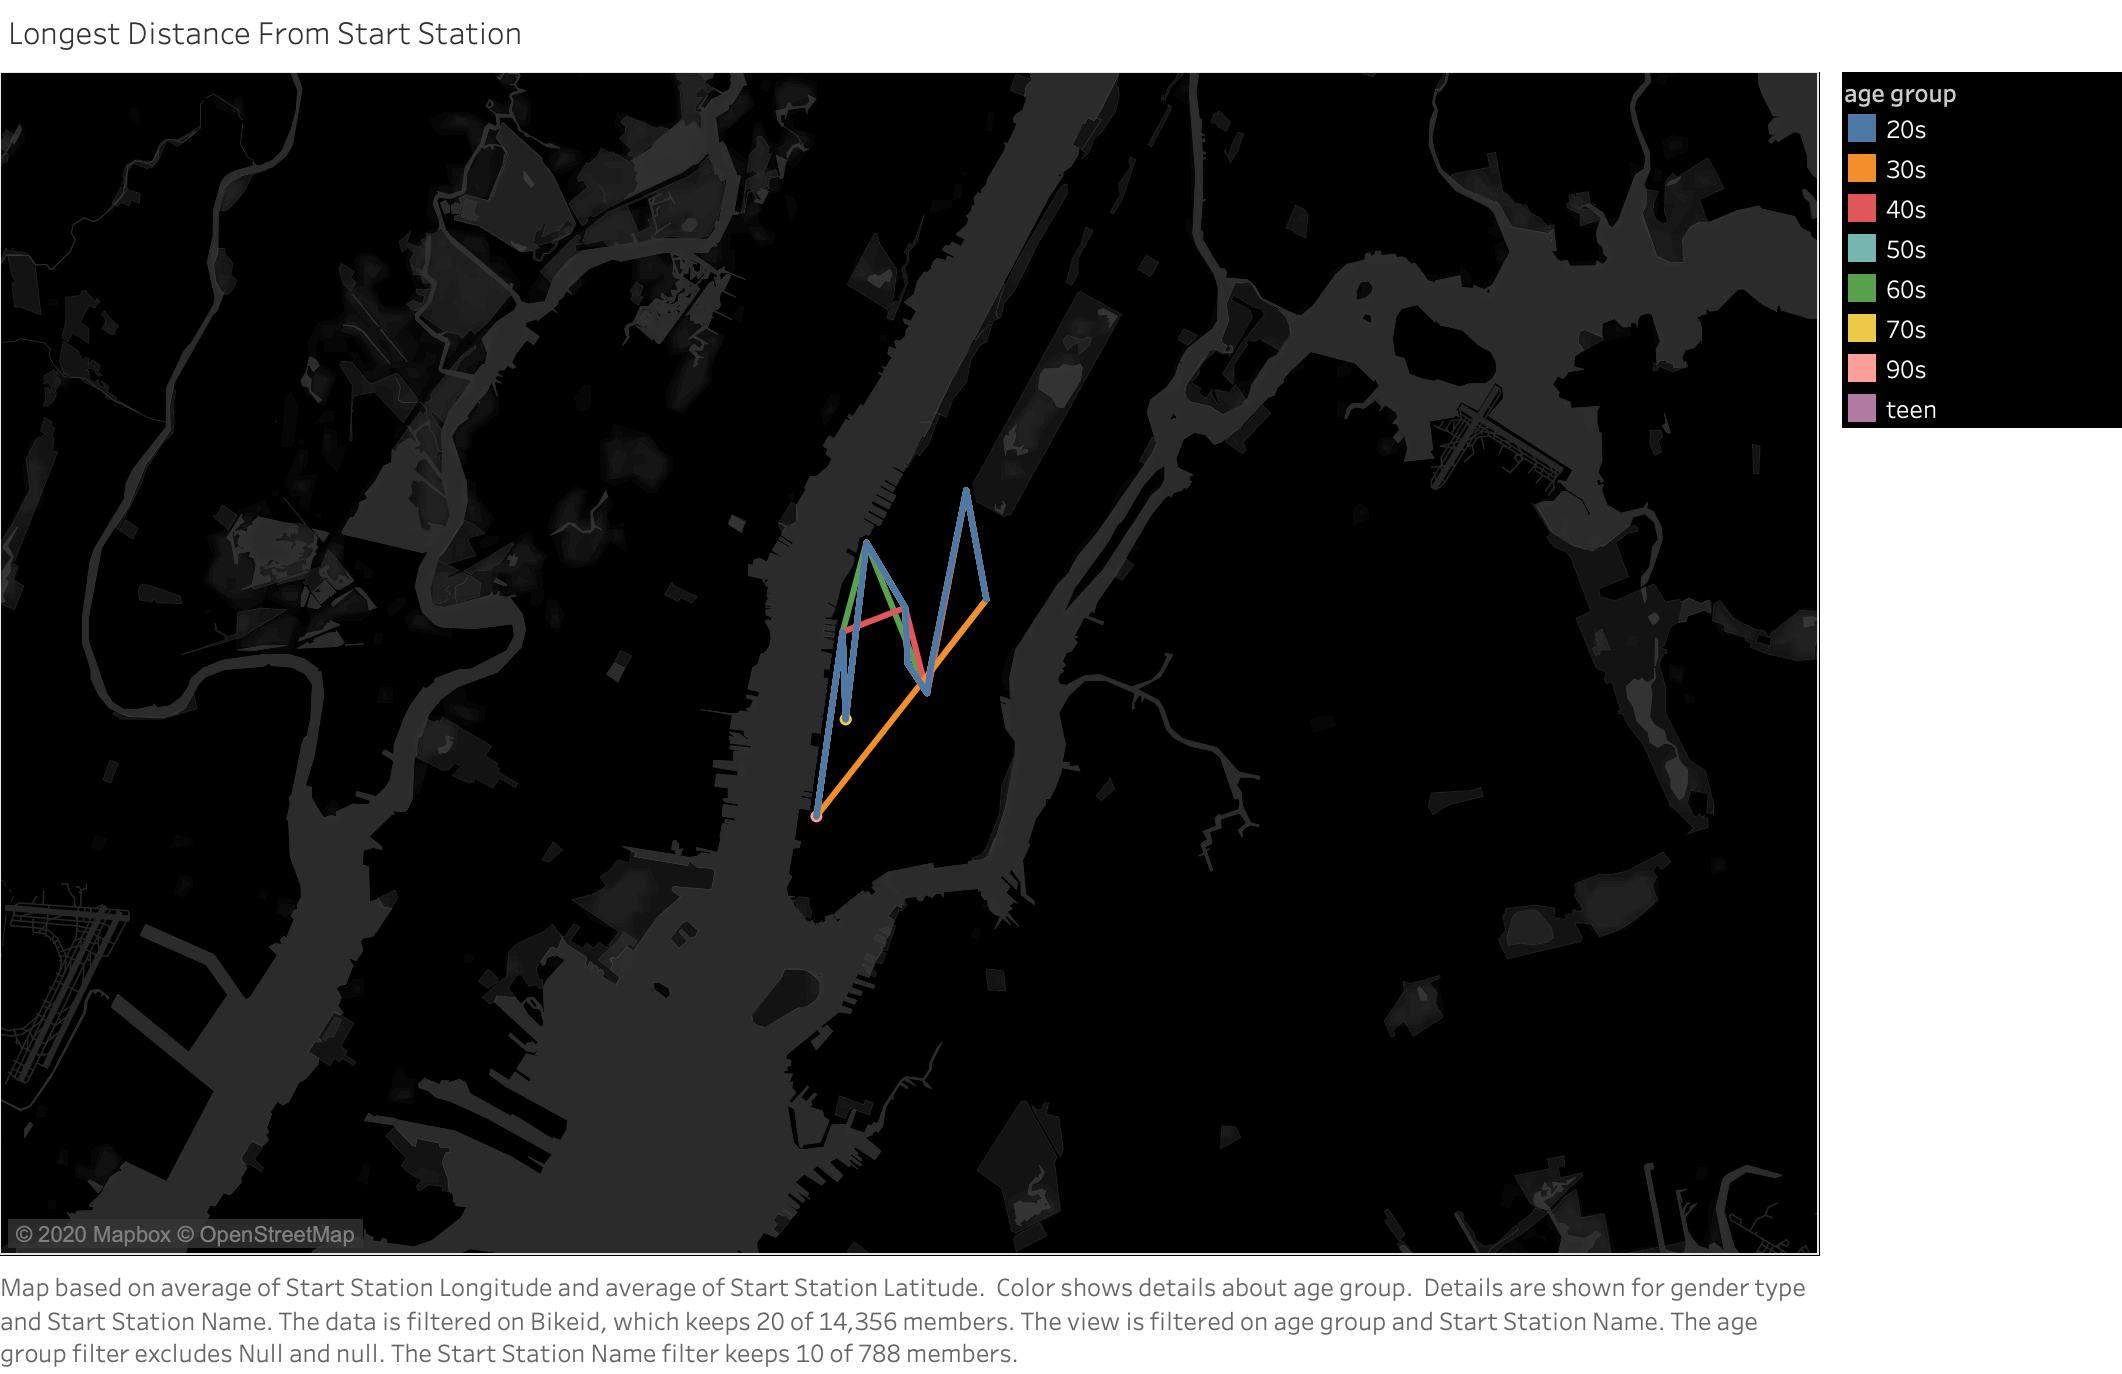 Longest Distance From Start Station
age group
20s
30s
40s
50s
60s
70s
90s
teen
© 2020 Mapbox © OpenStreetMap
Map based on average of Start Station Longitude and average of Start Station Latitude.  Color shows details about age group.  Details are shown for gender type
and Start Station Name. The data is filtered on Bikeid, which keeps 20 of 14,356 members. The view is filtered on age group and Start Station Name. The age
group filter excludes Null and null. The Start Station Name filter keeps 10 of 788 members.